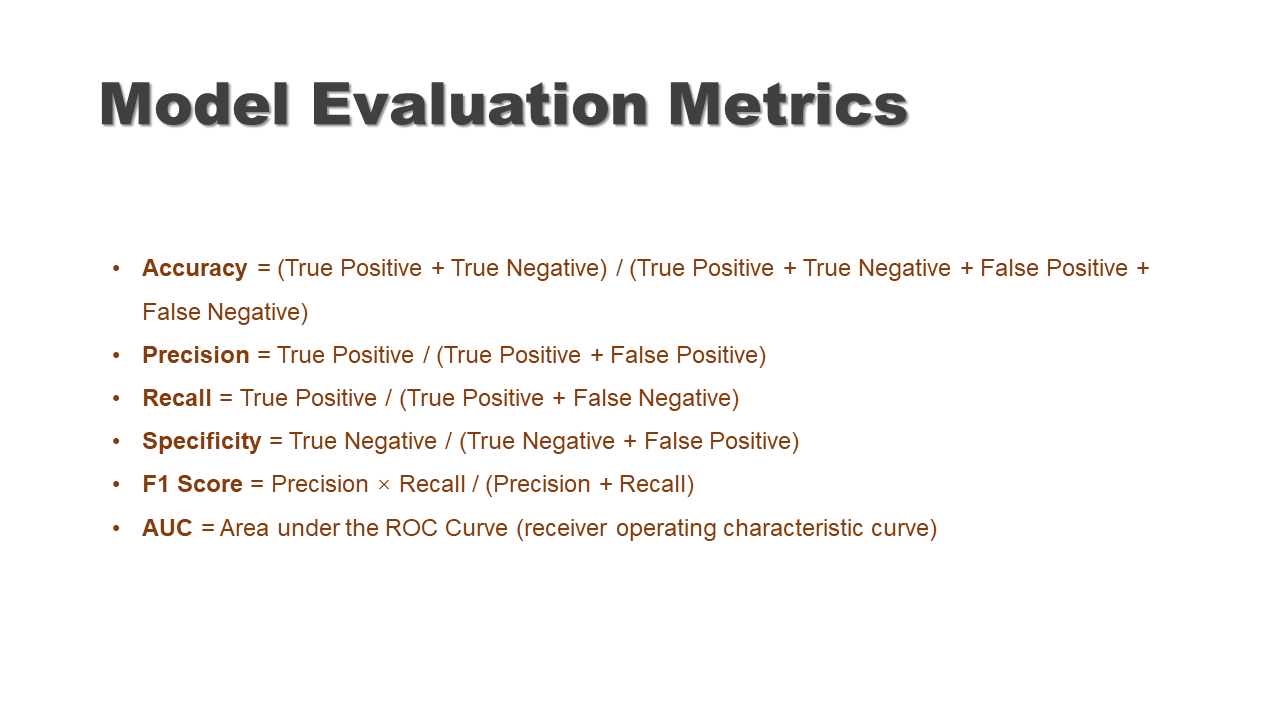 Model Evaluation Metrics
• Accuracy = (True Positive + True Negative) / (True Positive + True Negative + False Positive +
False Negative)
• Precision = True Positive / (True Positive + False Positive)
• Recall = True Positive / (True Positive + False Negative)
• Specificity = True Negative / (True Negative + False Positive)
• F1 Score = Precision × Recall / (Precision + Recall)
• AUC = Area under the ROC Curve (receiver operating characteristic curve)